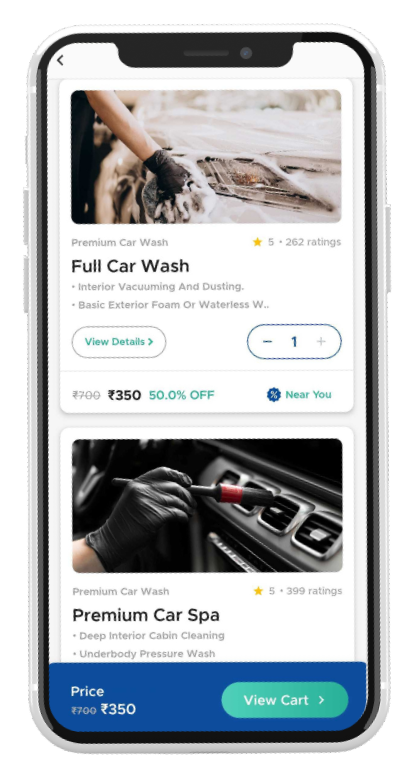 Premium Car Wash
★ 5 • 262 ratings
Full Car Wash
• Interior Vacuuming And Dusting.
• Basic Exterior Foam Or Waterless W..
View Details >
− 1 +
₹700 ₹350 50.0% OFF
% Near You
Premium Car Wash
★ 5 • 399 ratings
Premium Car Spa
• Deep Interior Cabin Cleaning
• Underbody Pressure Wash
Price
₹700 ₹350
View Cart >